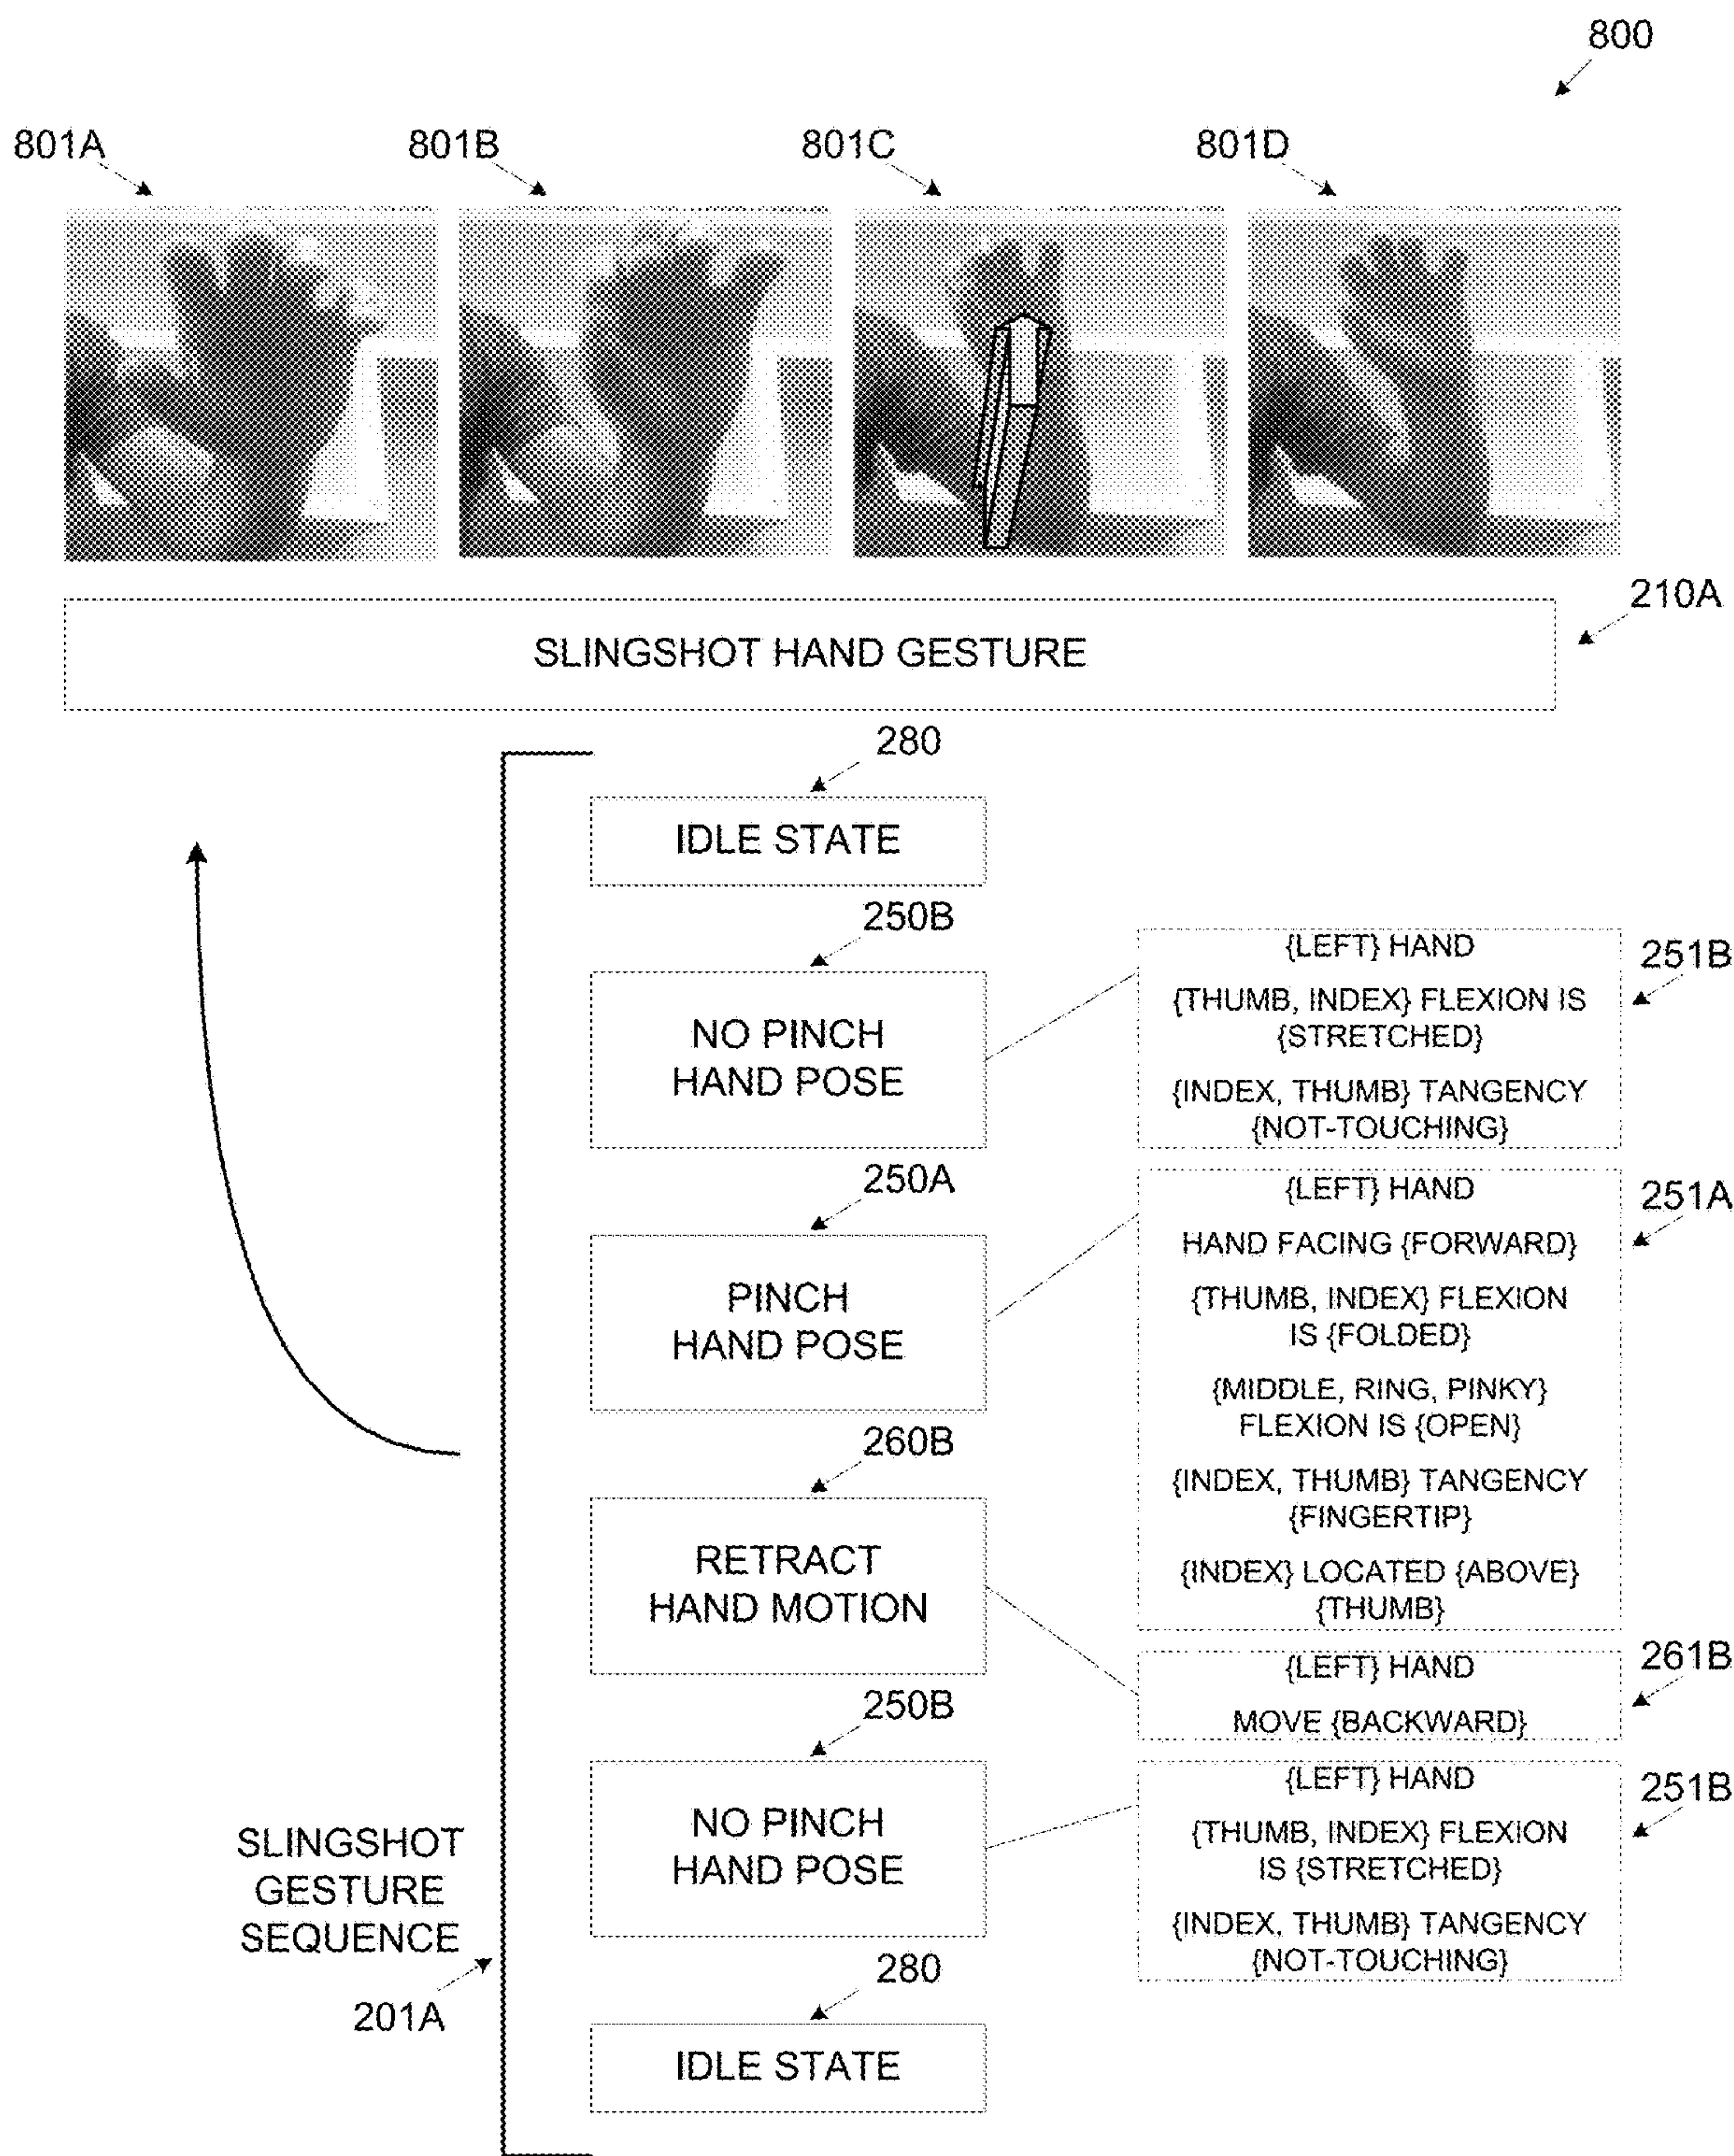 800
801A
801B
801C
801D
210A
SLINGSHOT HAND GESTURE
280
IDLE STATE
250B
NO PINCH
HAND POSE
{LEFT} HAND
{THUMB, INDEX} FLEXION IS
{STRETCHED}
{INDEX, THUMB} TANGENCY
{NOT-TOUCHING}
251B
250A
PINCH
HAND POSE
{LEFT} HAND
HAND FACING {FORWARD}
{THUMB, INDEX} FLEXION
IS {FOLDED}
{MIDDLE, RING, PINKY}
FLEXION IS {OPEN}
{INDEX, THUMB} TANGENCY
{FINGERTIP}
{INDEX} LOCATED {ABOVE}
{THUMB}
251A
260B
RETRACT
HAND MOTION
{LEFT} HAND
MOVE {BACKWARD}
261B
250B
NO PINCH
HAND POSE
{LEFT} HAND
{THUMB, INDEX} FLEXION
IS {STRETCHED}
{INDEX, THUMB} TANGENCY
{NOT-TOUCHING}
251B
SLINGSHOT
GESTURE
SEQUENCE
201A
280
IDLE STATE